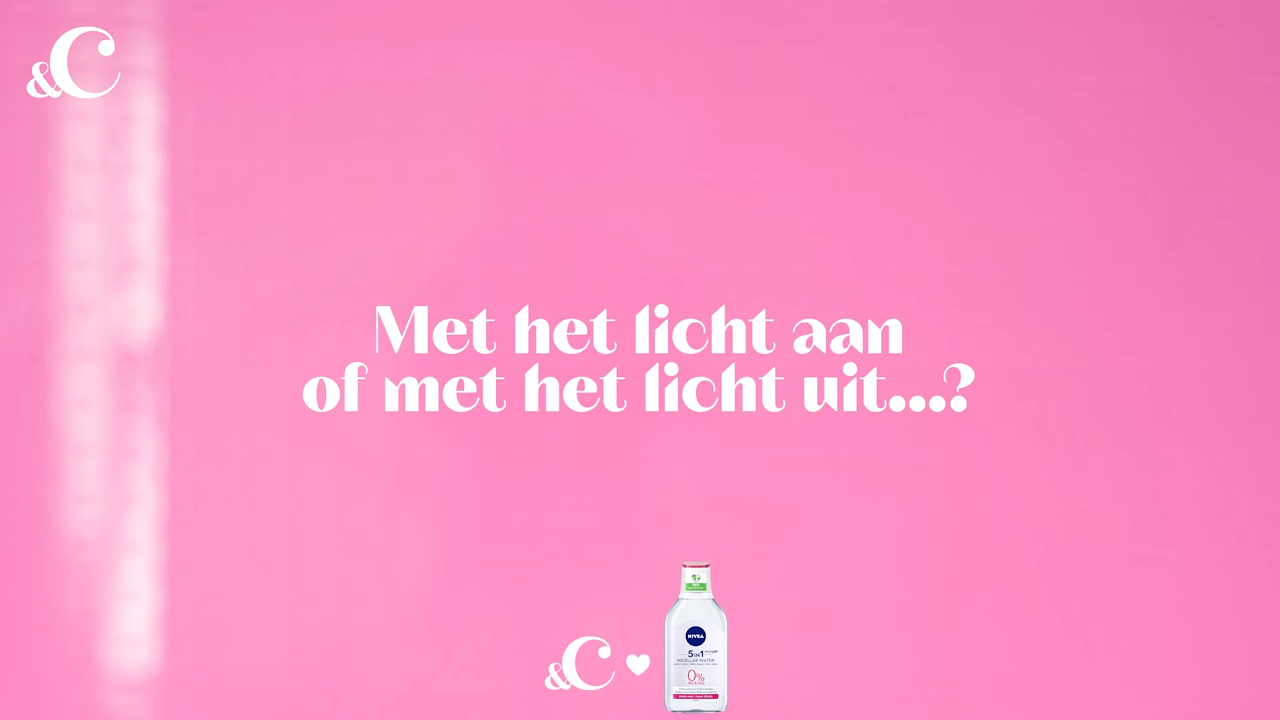 &C
Met het licht aan
of met het licht uit...?
&C
NIVEA
5 IN 1
MICELLAR WATER
0%